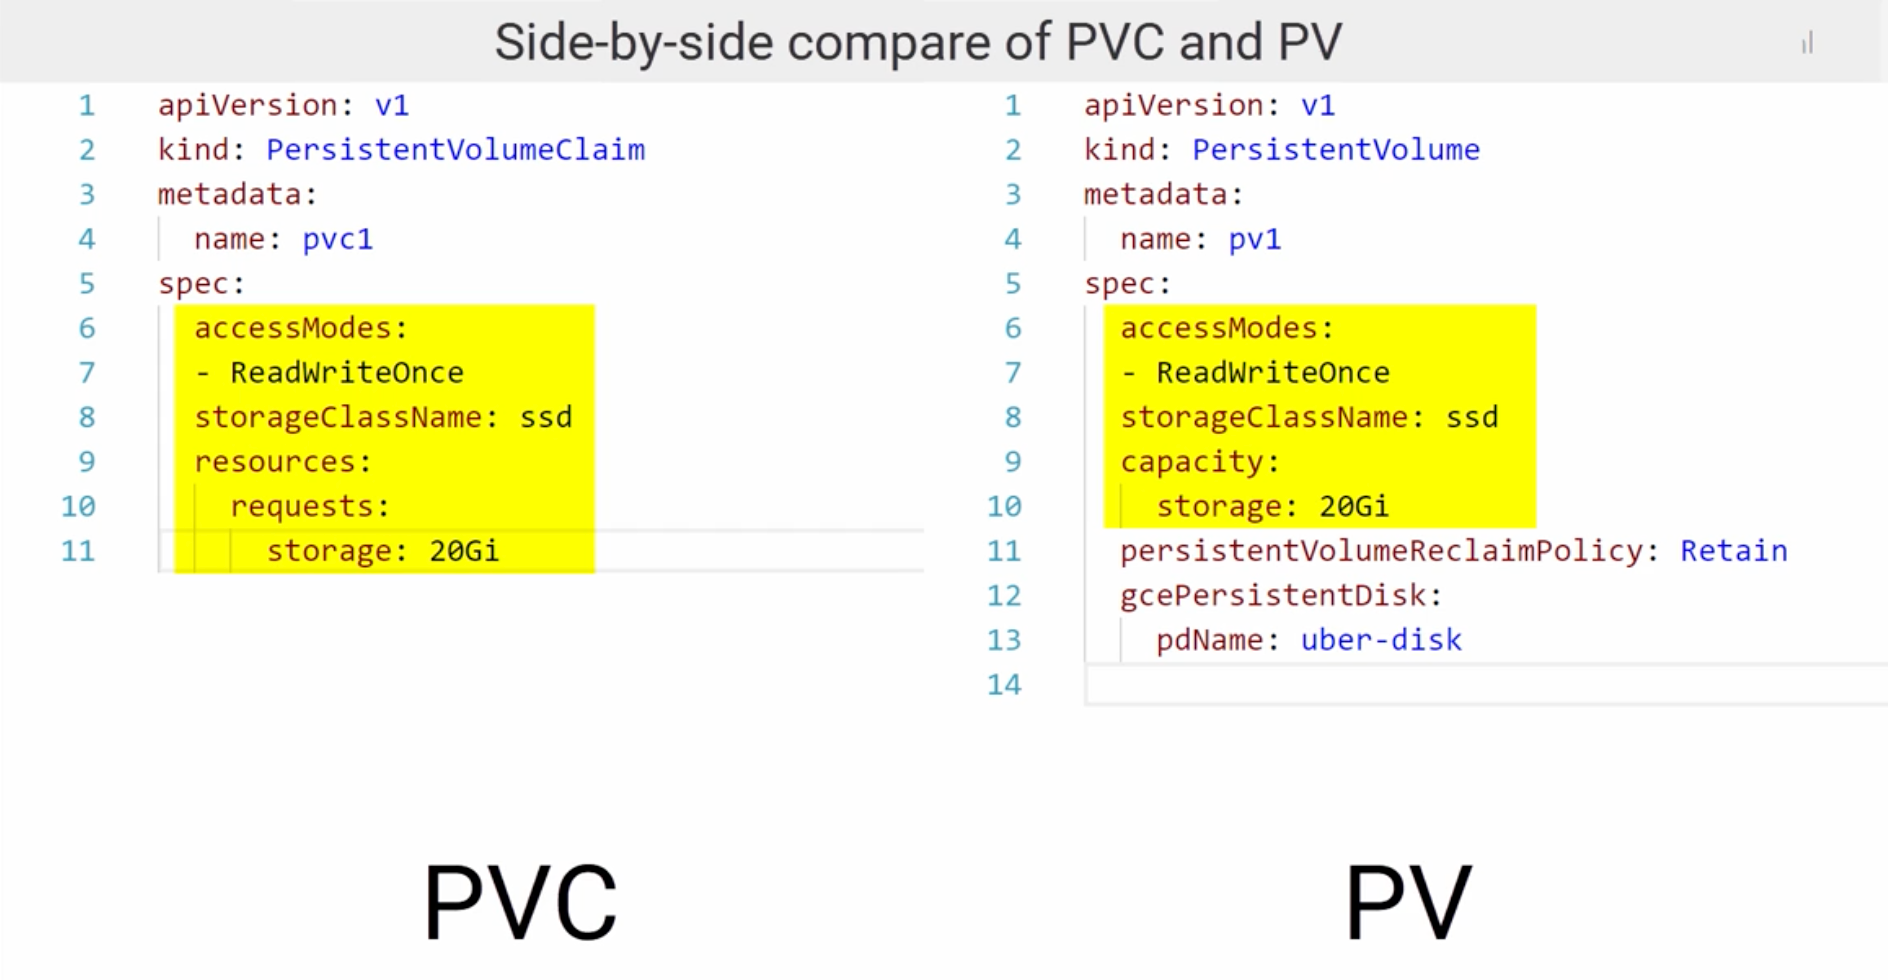 Side-by-side compare of PVC and PV
1 apiVersion: v1
2 kind: PersistentVolumeClaim
3 metadata:
4 name: pvc1
5 spec:
6 accessModes:
7 - ReadWriteOnce
8 storageClassName: ssd
9 resources:
10 requests:
11 storage: 20Gi
PVC
1 apiVersion: v1
2 kind: PersistentVolume
3 metadata:
4 name: pv1
5 spec:
6 accessModes:
7 - ReadWriteOnce
8 storageClassName: ssd
9 capacity:
10 storage: 20Gi
11 persistentVolumeReclaimPolicy: Retain
12 gcePersistentDisk:
13 pdName: uber-disk
14
PV